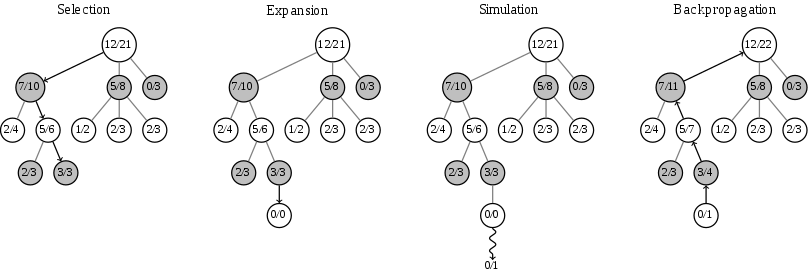 Selection Expansion Simulation Backpropagation
12/21 12/21 12/21 12/22
7/10 5/8 0/3 7/10 5/8 0/3 7/10 5/8 0/3 7/11 5/8 0/3
2/4 5/6 1/2 2/3 2/3 2/4 5/6 1/2 2/3 2/3 2/4 5/6 1/2 2/3 2/3 2/4 5/7 1/2 2/3 2/3
2/3 3/3 2/3 3/3 2/3 3/3 2/3 3/4
0/0 0/0 0/1
0/1